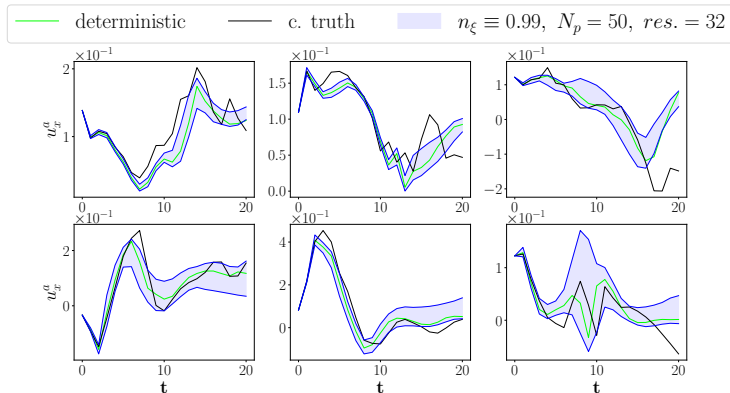 deterministic c. truth n_ξ ≡ 0.99, N_p = 50, res. = 32
×10⁻¹ ×10⁻¹ ×10⁻¹
2 1.5 1
u_x^a 1 1.0 0
0.5 −1
0.0 −2
0 10 20 0 10 20 0 10 20
×10⁻¹ ×10⁻¹ ×10⁻¹
2 4 1
u_x^a 0 2 0
0
0 10 20 0 10 20 0 10 20
t t t